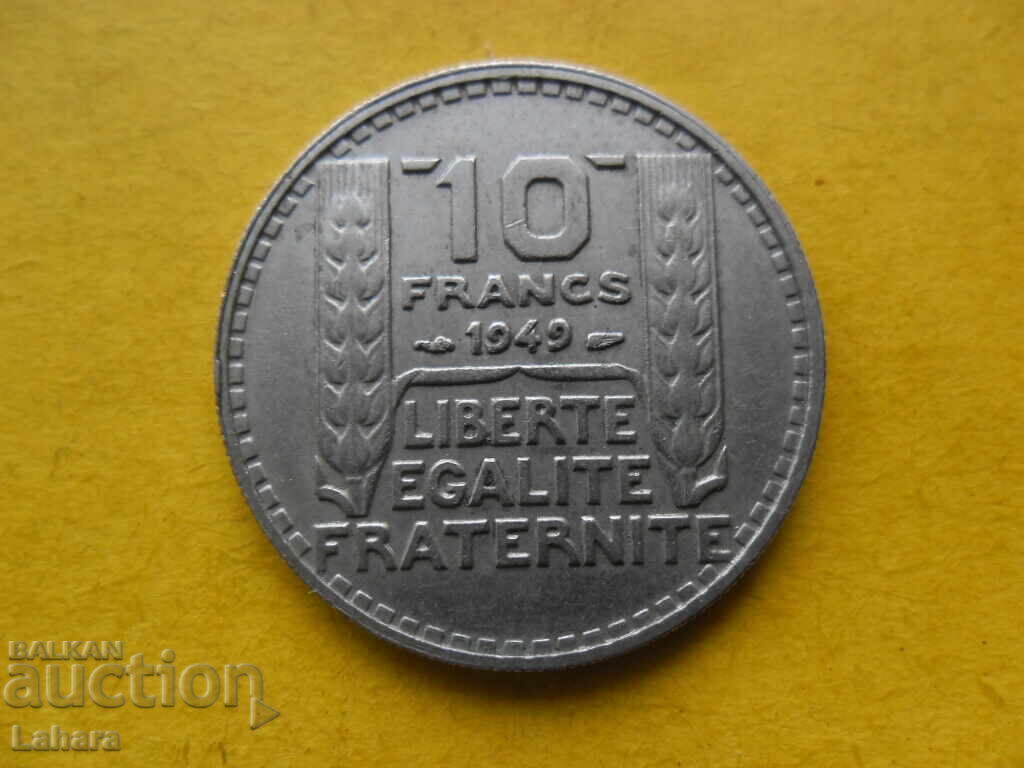 10
FRANCS
1949
LIBERTE
EGALITE
FRATERNITE
BALKAN
auction
Lahara